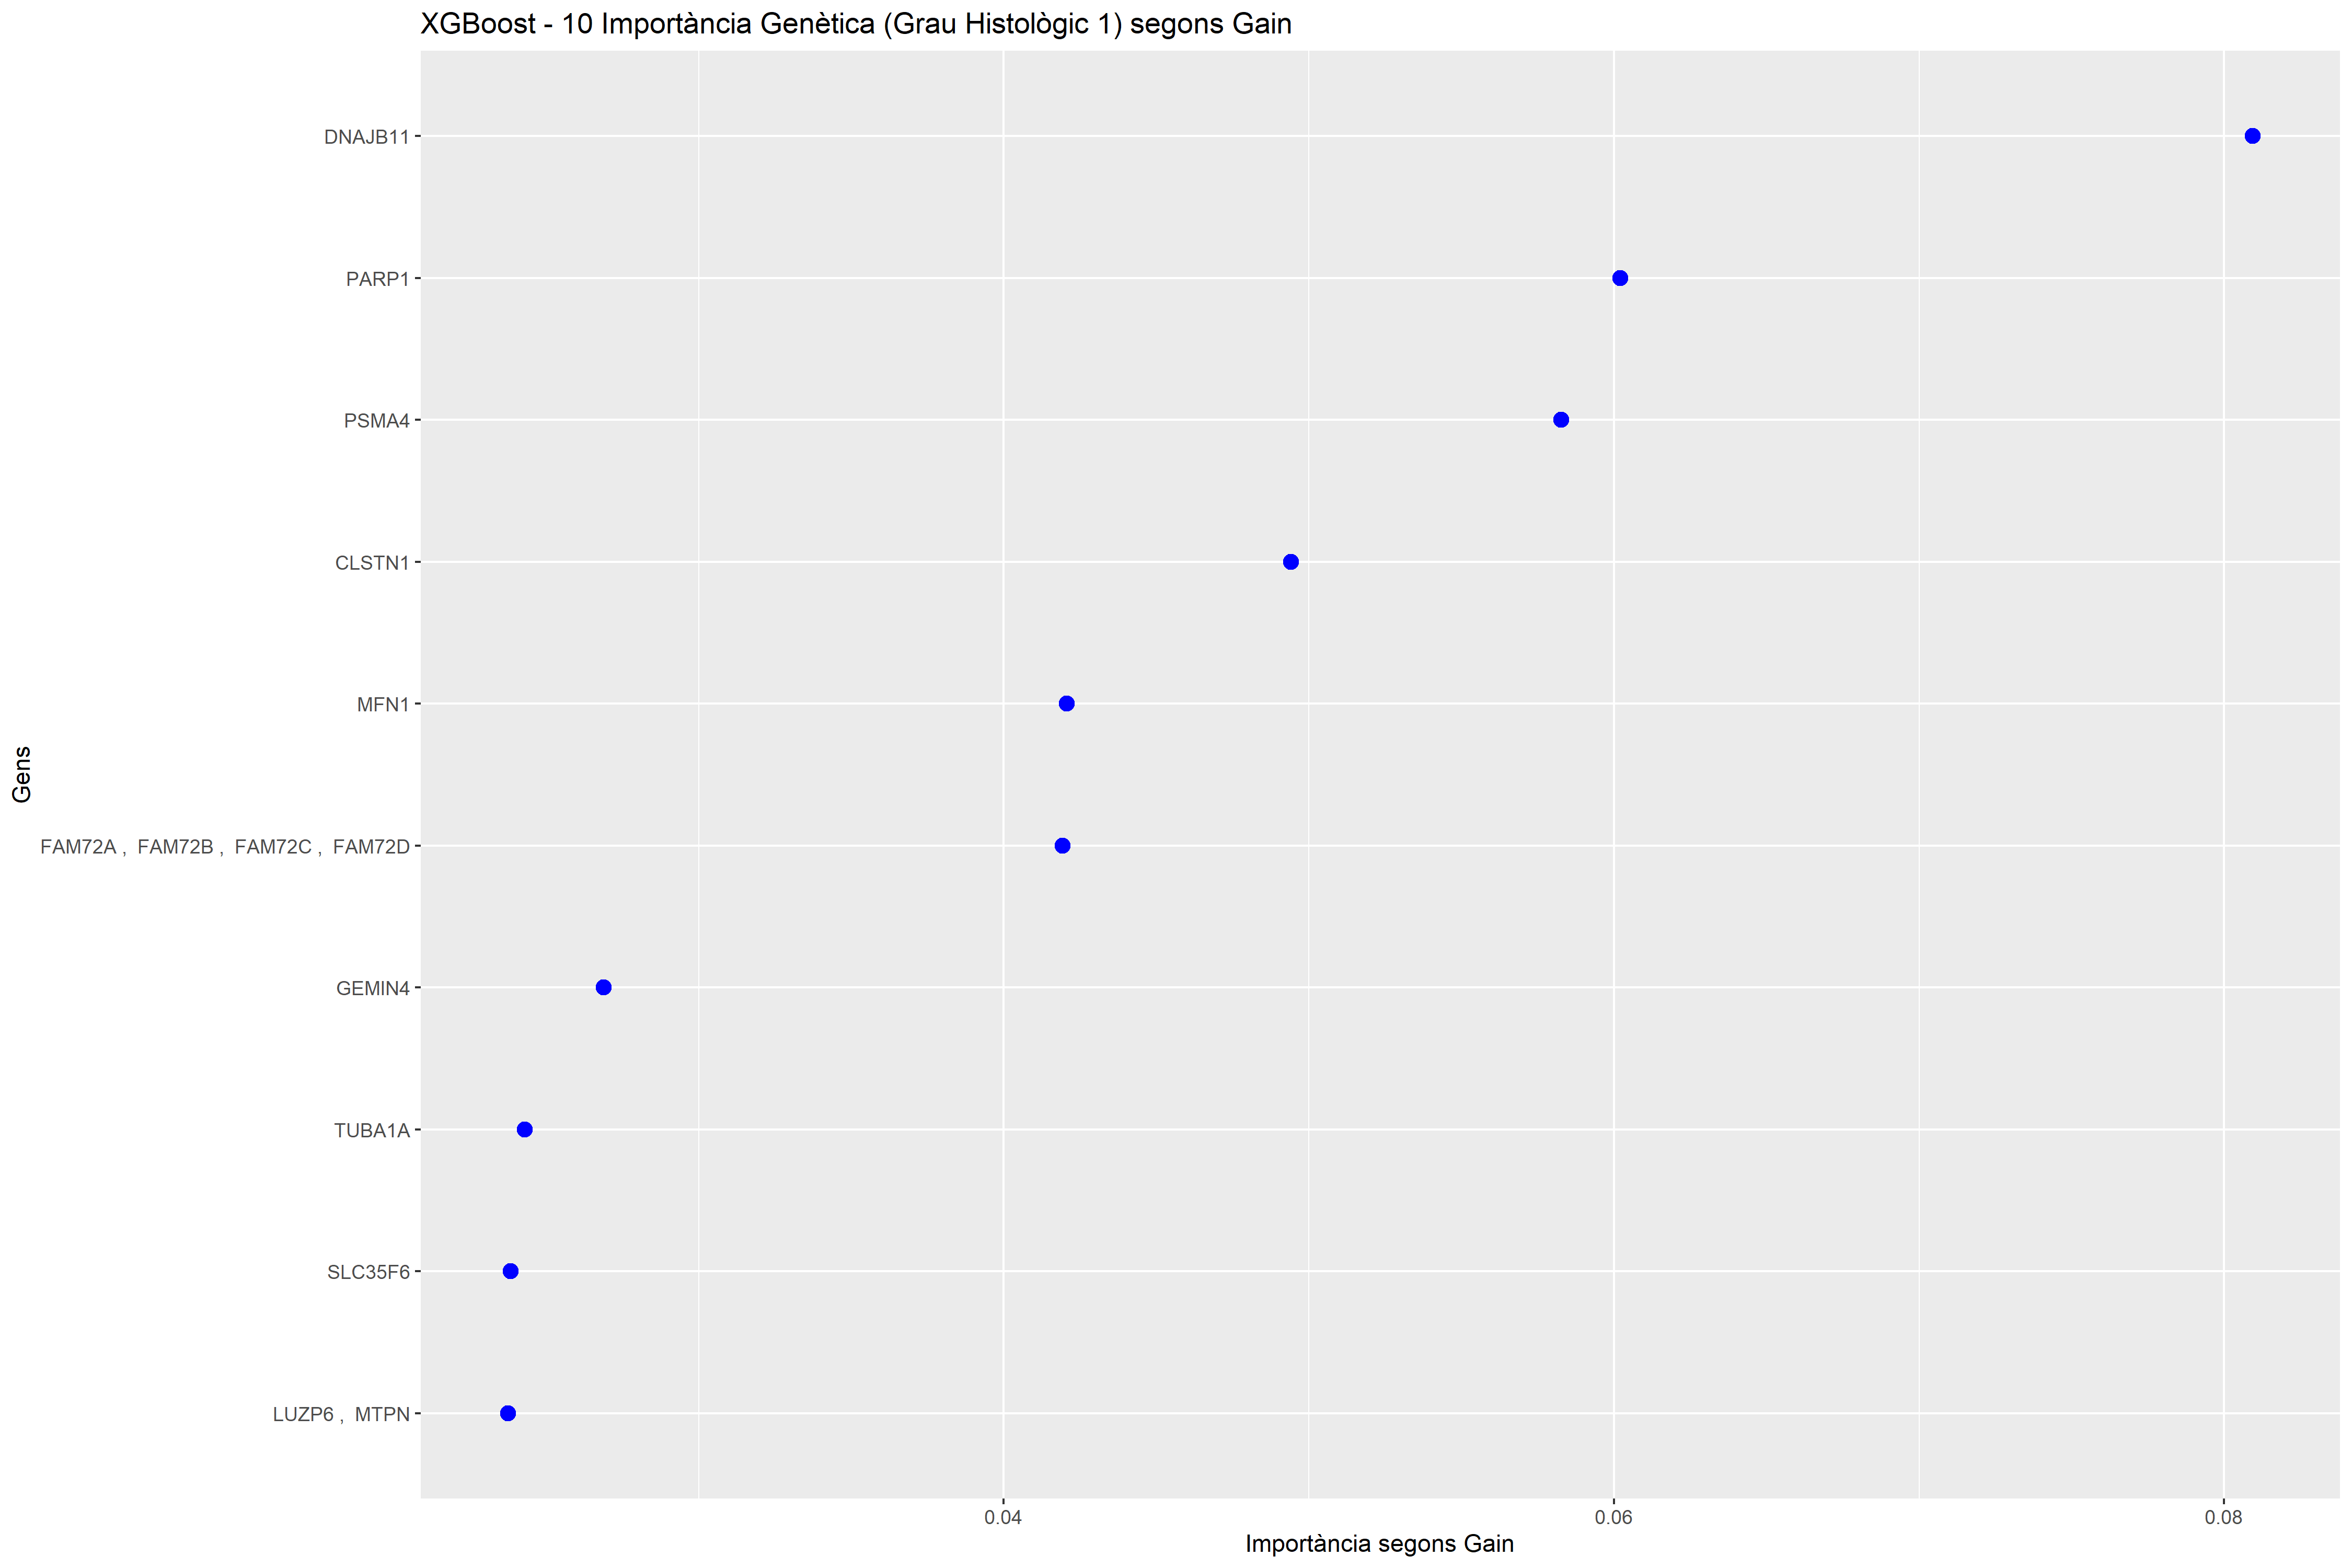 XGBoost - 10 Importància Genètica (Grau Histològic 1) segons Gain
DNAJB11
PARP1
PSMA4
CLSTN1
MFN1
Gens
FAM72A ,  FAM72B ,  FAM72C ,  FAM72D
GEMIN4
TUBA1A
SLC35F6
LUZP6 ,  MTPN
0.04 0.06 0.08
Importància segons Gain